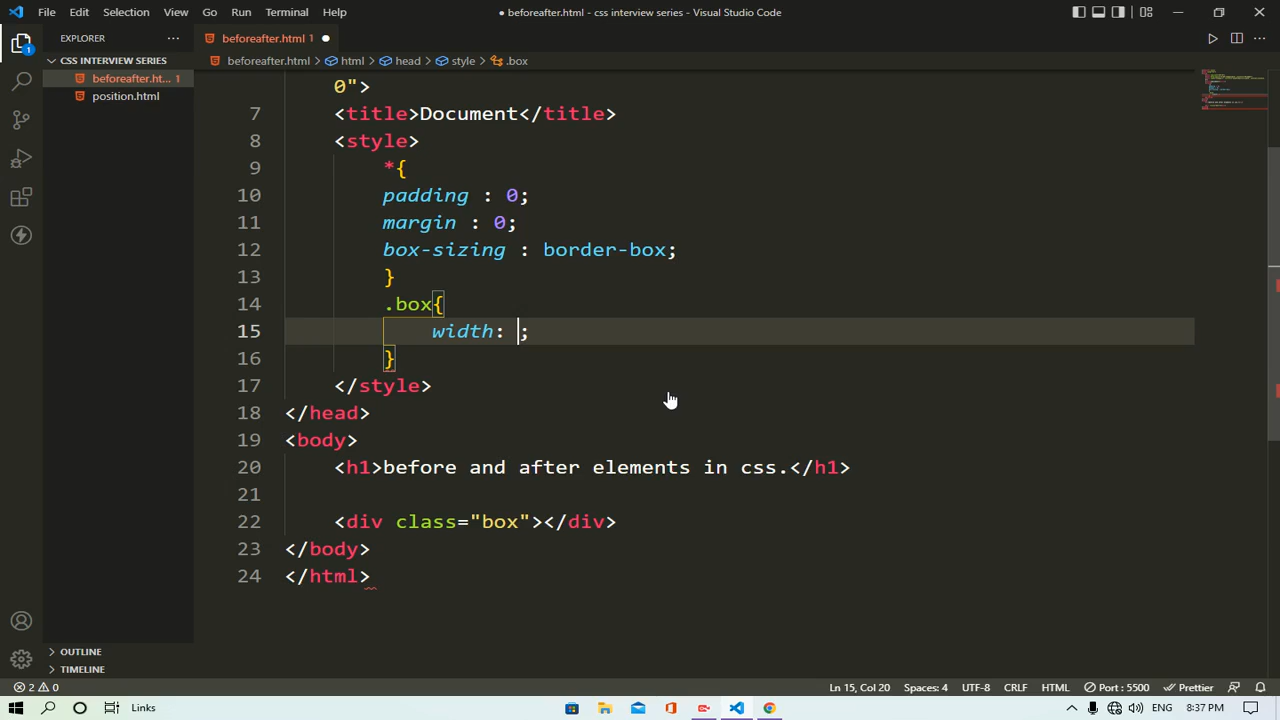 File Edit Selection View Go Run Terminal Help
● beforeafter.html - css interview series - Visual Studio Code
EXPLORER ···
beforeafter.html 1 ●
CSS INTERVIEW SERIES
beforeafter.html > html > head > style > .box
beforeafter.ht... 1
position.html
0">
7 <title>Document</title>
8 <style>
9 *{
10 padding : 0;
11 margin : 0;
12 box-sizing : border-box;
13 }
14 .box{
15 width: ;
16 }
17 </style>
18 </head>
19 <body>
20 <h1>before and after elements in css.</h1>
21
22 <div class="box"></div>
23 </body>
24 </html>
OUTLINE
TIMELINE
2 0 Ln 15, Col 20 Spaces: 4 UTF-8 CRLF HTML Port : 5500 Prettier
Links ENG 8:37 PM